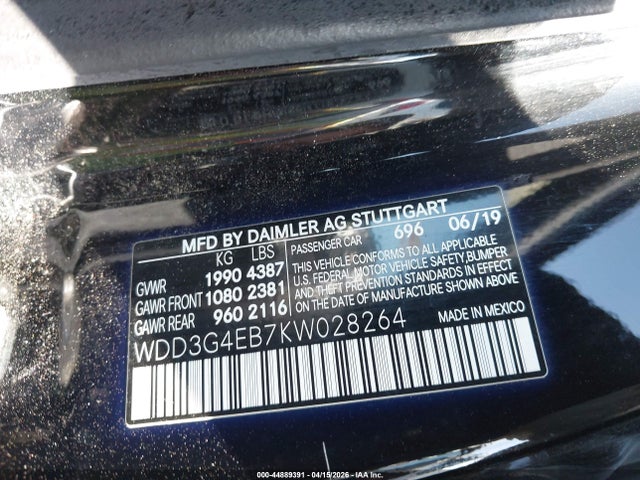 MFD BY DAIMLER AG STUTTGART
KG LBS
GVWR 1990 4387
GAWR FRONT 1080 2381
GAWR REAR 960 2116
PASSENGER CAR 696 06/19
THIS VEHICLE CONFORMS TO ALL APPLICABLE
U.S. FEDERAL MOTOR VEHICLE SAFETY, BUMPER
AND THEFT PREVENTION STANDARDS IN EFFECT
ON THE DATE OF MANUFACTURE SHOWN ABOVE
WDD3G4EB7KW028264
MADE IN MEXICO
000-44889391 - 04/15/2026 - IAA, Inc.